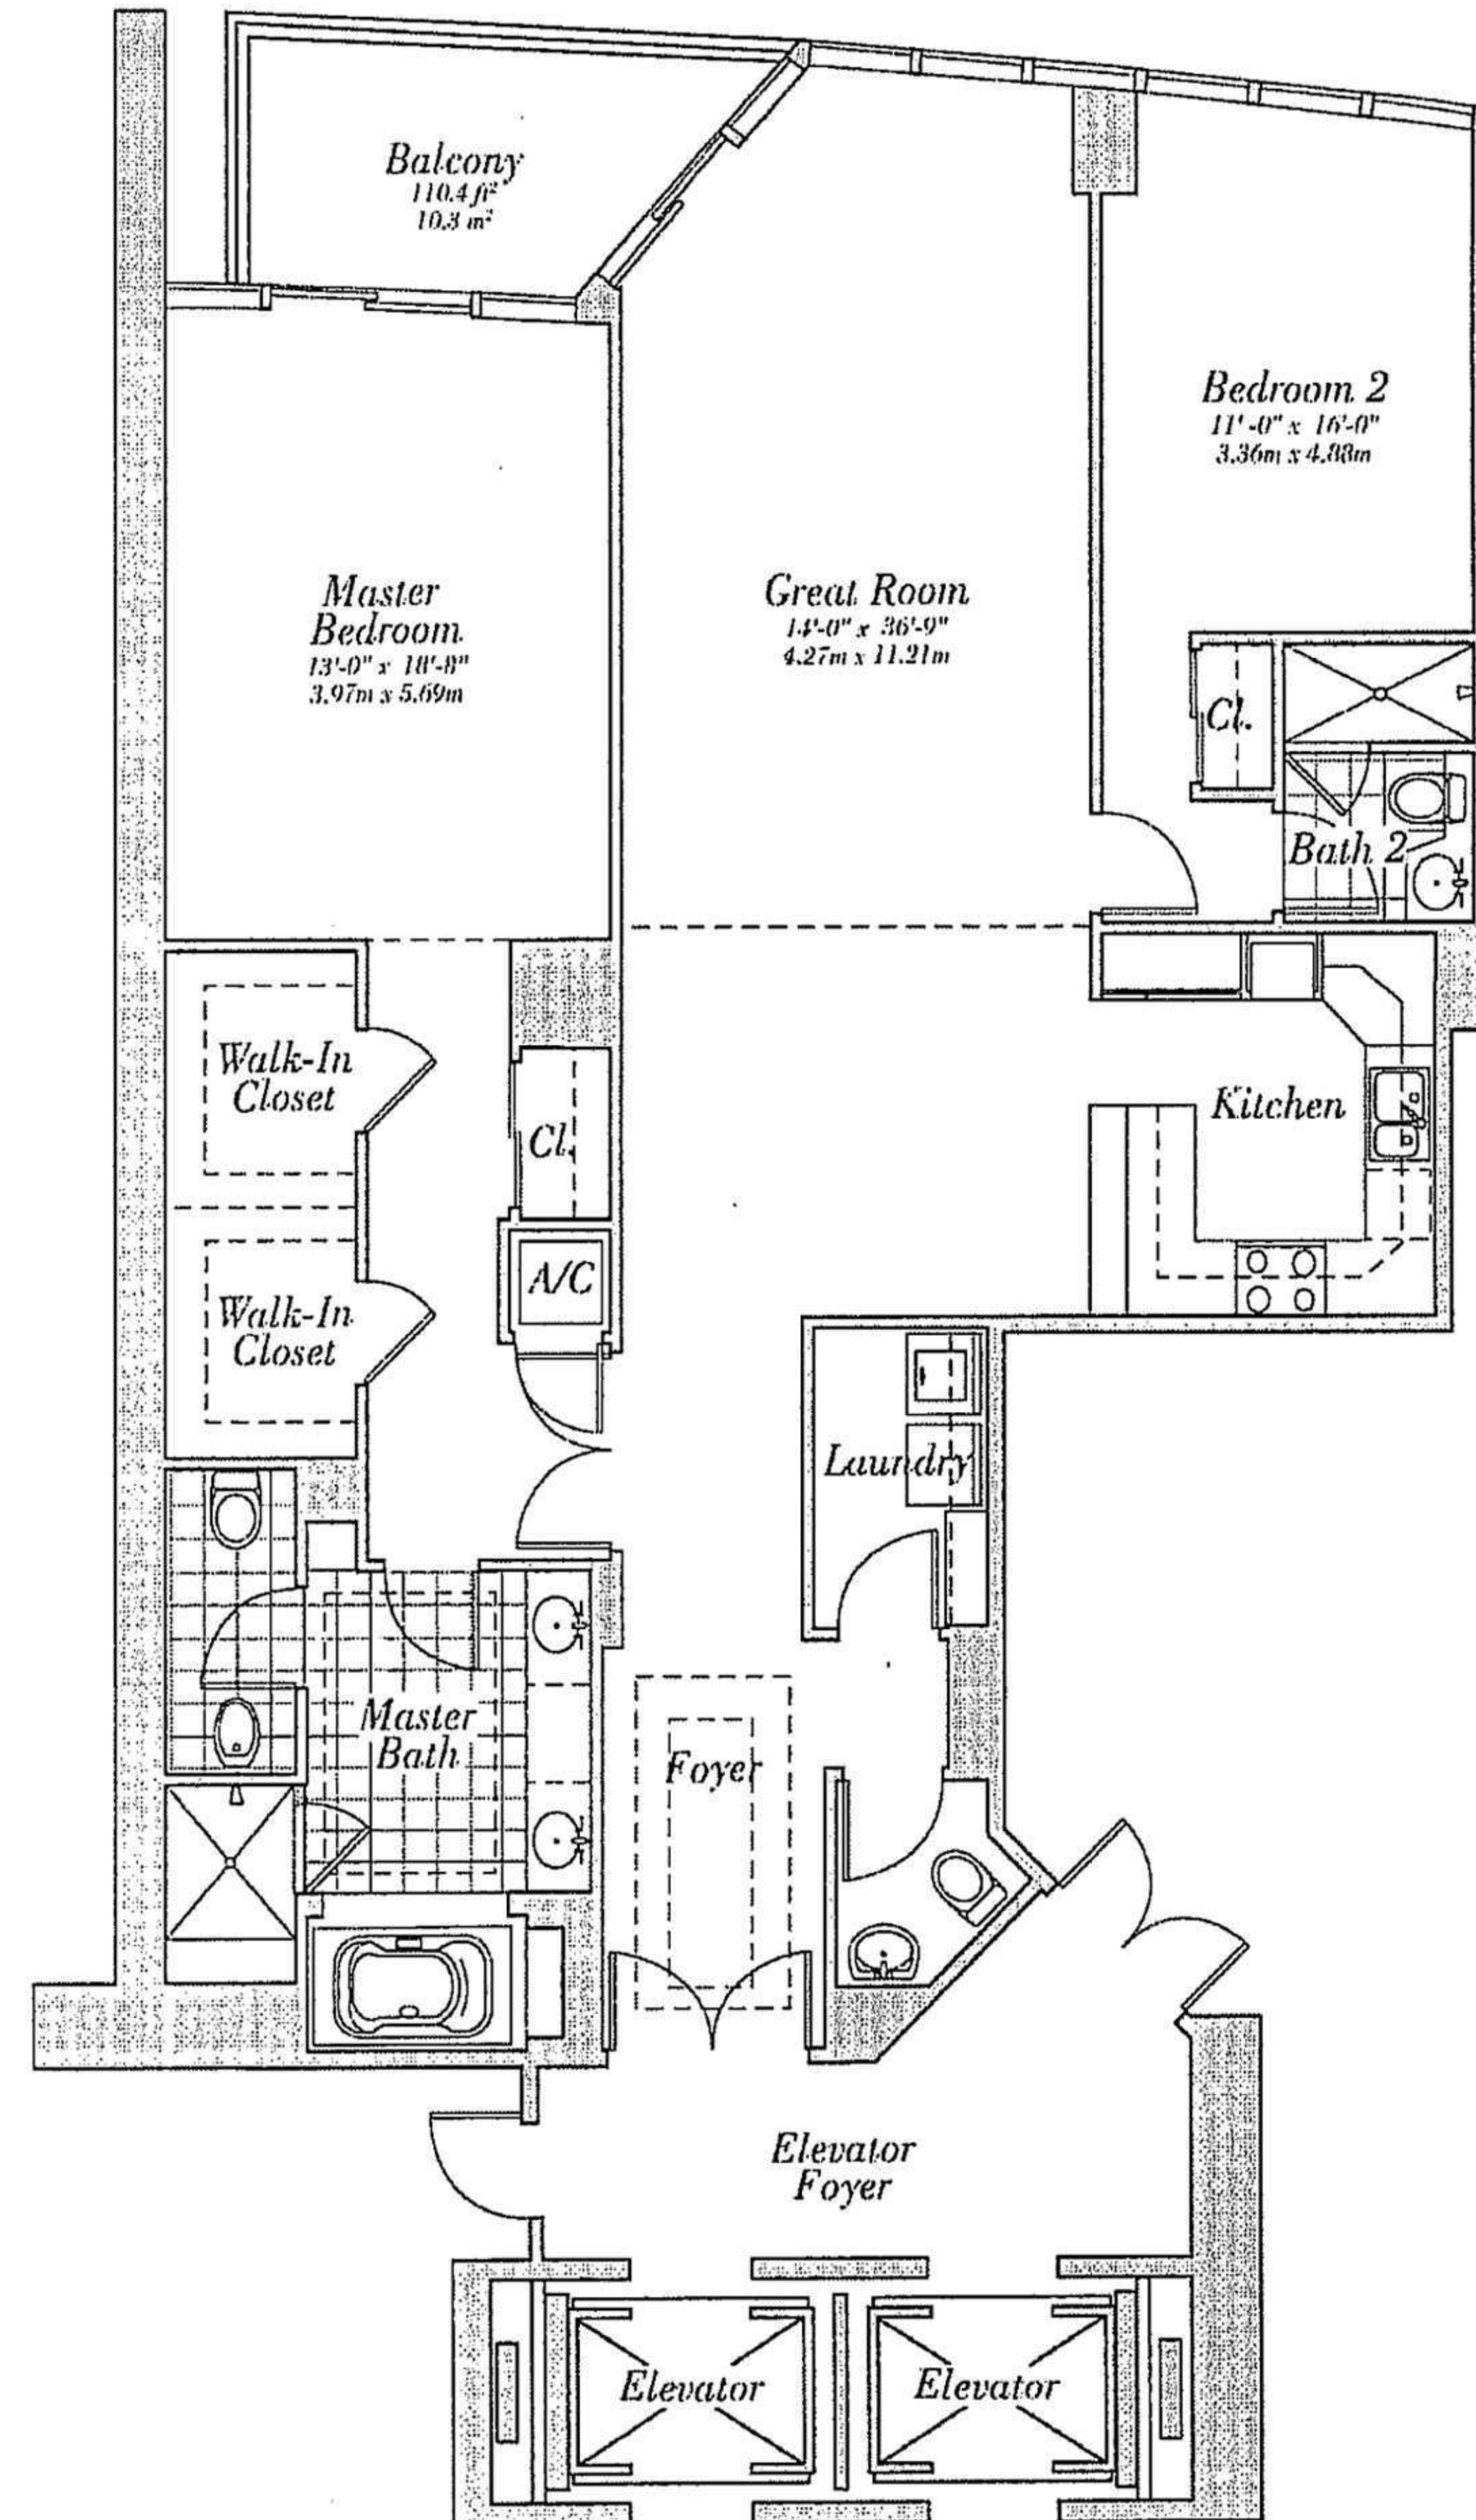 Balcony
110.4 ft²
10.3 m²
Bedroom 2
11'-0" x 16'-0"
3.36m x 4.88m
Master
Bedroom
13'-0" x 18'-8"
3.97m x 5.69m
Great Room
14'-0" x 36'-9"
4.27m x 11.21m
Cl.
Bath 2
Walk-In
Closet
Cl.
Kitchen
A/C
Walk-In
Closet
Laundry
Master
Bath
Foyer
Elevator
Foyer
Elevator
Elevator